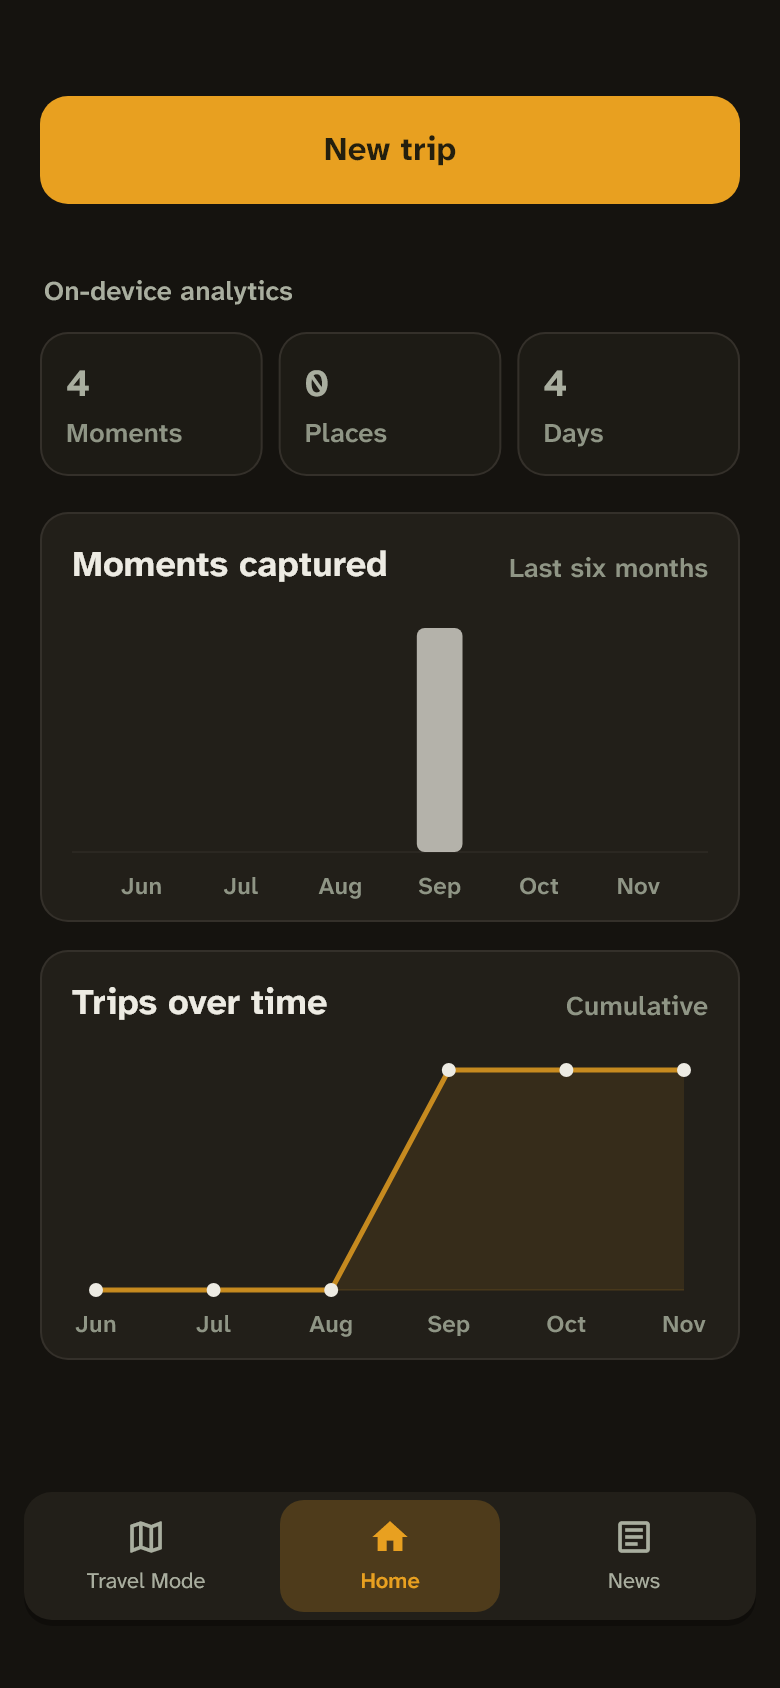 New trip
On-device analytics
4
Moments
0
Places
4
Days
Moments captured
Last six months
Jun Jul Aug Sep Oct Nov
Trips over time
Cumulative
Jun Jul Aug Sep Oct Nov
Travel Mode
Home
News